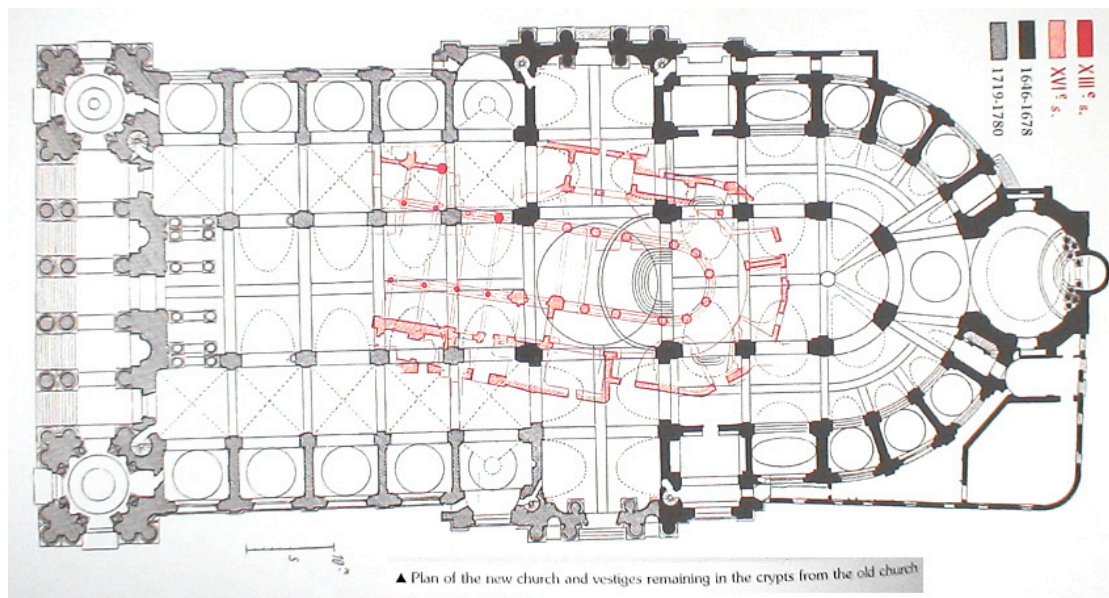 XIIIe s.
XVIe s.
1646-1678
1719-1780
5 10.m
▲ Plan of the new church and vestiges remaining in the crypts from the old church